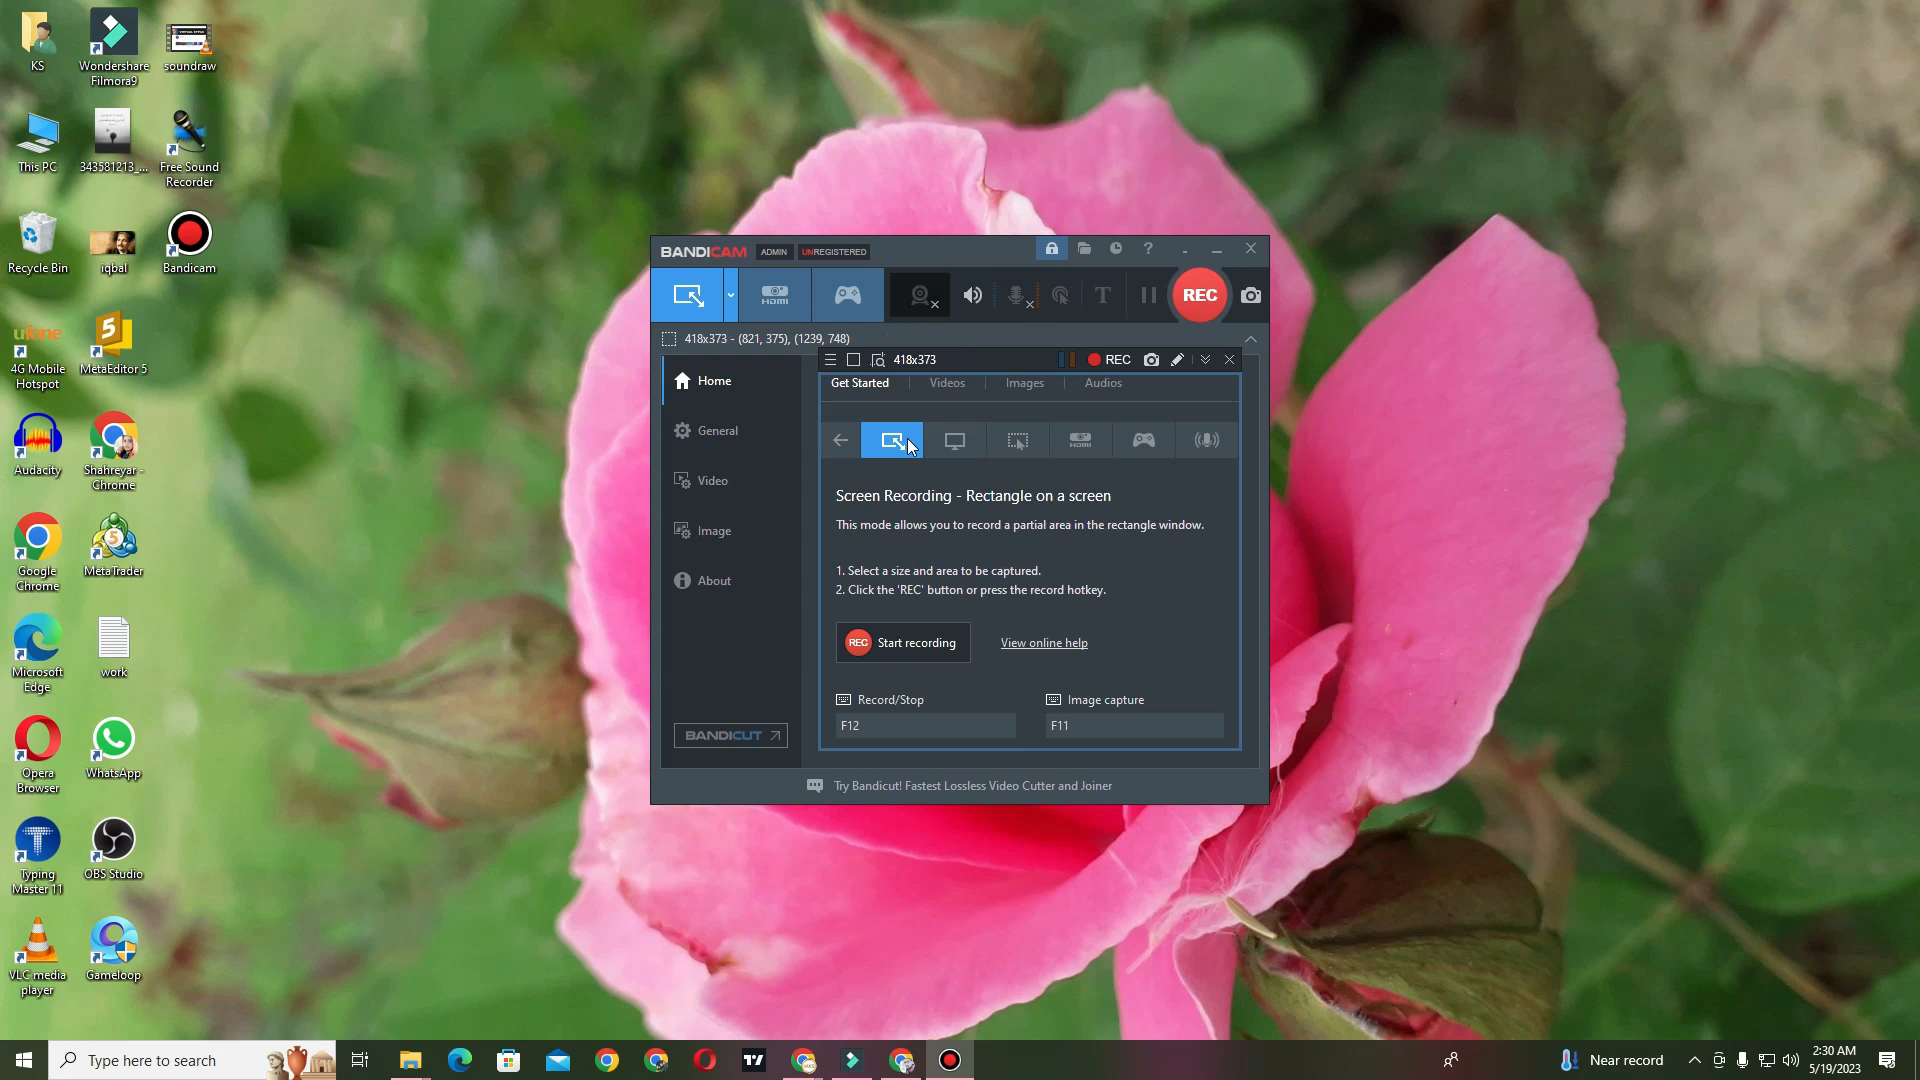 KS
Wondershare
Filmora9
soundraw
This PC
343581213_...
Free Sound
Recorder
Recycle Bin
iqbal
Bandicam
ufone
4G Mobile
Hotspot
5
MetaEditor 5
Audacity
Shahreyar -
Chrome
Google
Chrome
5
MetaTrader
Microsoft
Edge
work
Opera
Browser
WhatsApp
Typing
Master 11
OBS Studio
VLC media
player
Gameloop
BANDICAM ADMIN UNREGISTERED
?
HDMI
T
REC
418x373 - (821, 375), (1239, 748)
418x373
REC
Home
General
Video
Image
About
BANDICUT
Get Started
Videos
Images
Audios
HDMI
Screen Recording - Rectangle on a screen
This mode allows you to record a partial area in the rectangle window.
1. Select a size and area to be captured.
2. Click the 'REC' button or press the record hotkey.
REC Start recording
View online help
Record/Stop
Image capture
F12
F11
Try Bandicut! Fastest Lossless Video Cutter and Joiner
Type here to search
Near record
2:30 AM
5/19/2023